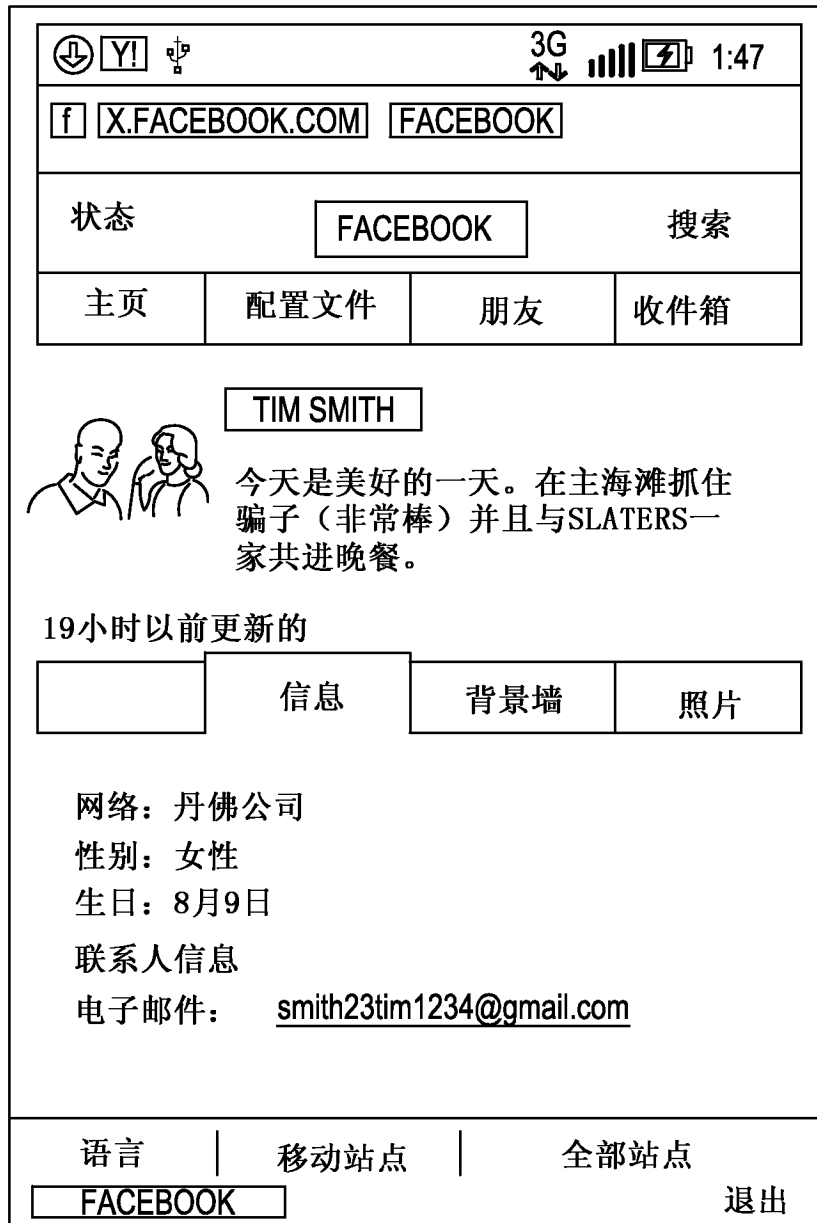 Y! 3G 1:47
f X.FACEBOOK.COM FACEBOOK
状态 FACEBOOK 搜索
主页 配置文件 朋友 收件箱
TIM SMITH
今天是美好的一天。在主海滩抓住
骗子（非常棒）并且与SLATERS一
家共进晚餐。
19小时以前更新的
信息 背景墙 照片
网络：丹佛公司
性别：女性
生日：8月9日
联系人信息
电子邮件： smith23tim1234@gmail.com
语言 | 移动站点 | 全部站点
FACEBOOK 退出